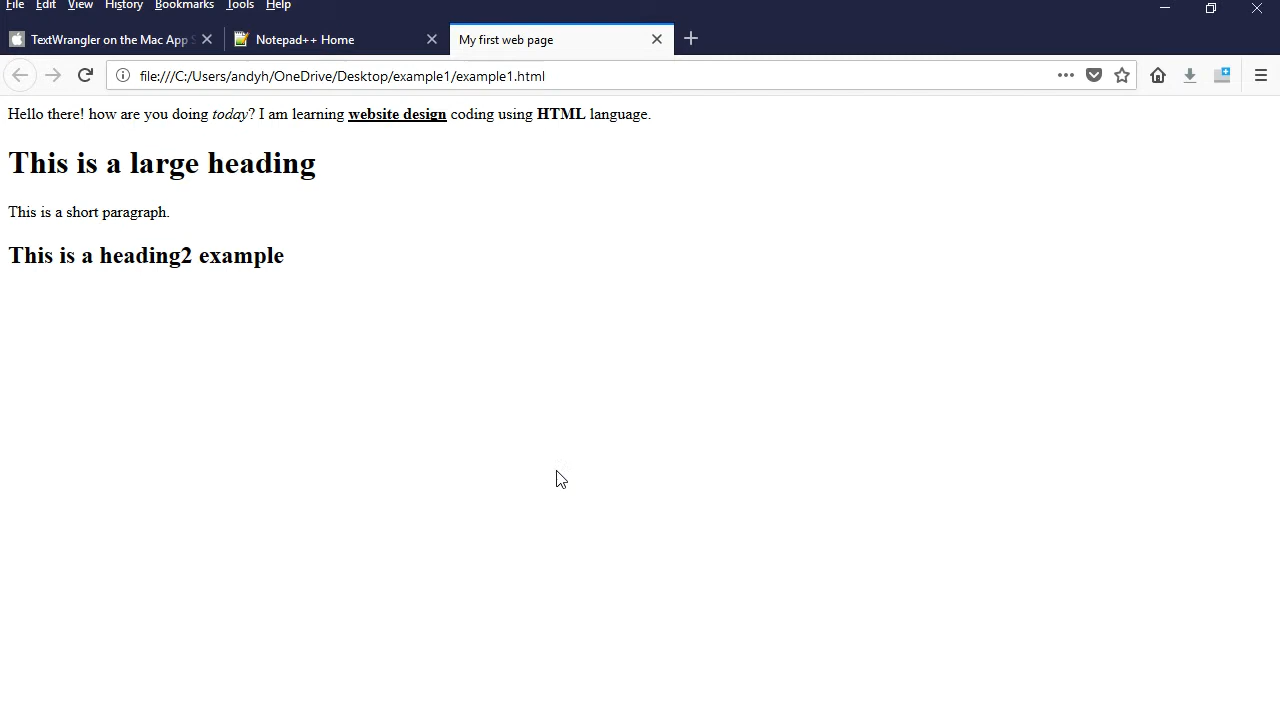 File Edit View History Bookmarks Tools Help
TextWrangler on the Mac App S Notepad++ Home My first web page
file:///C:/Users/andyh/OneDrive/Desktop/example1/example1.html
Hello there! how are you doing today? I am learning website design coding using HTML language.
This is a large heading
This is a short paragraph.
This is a heading2 example